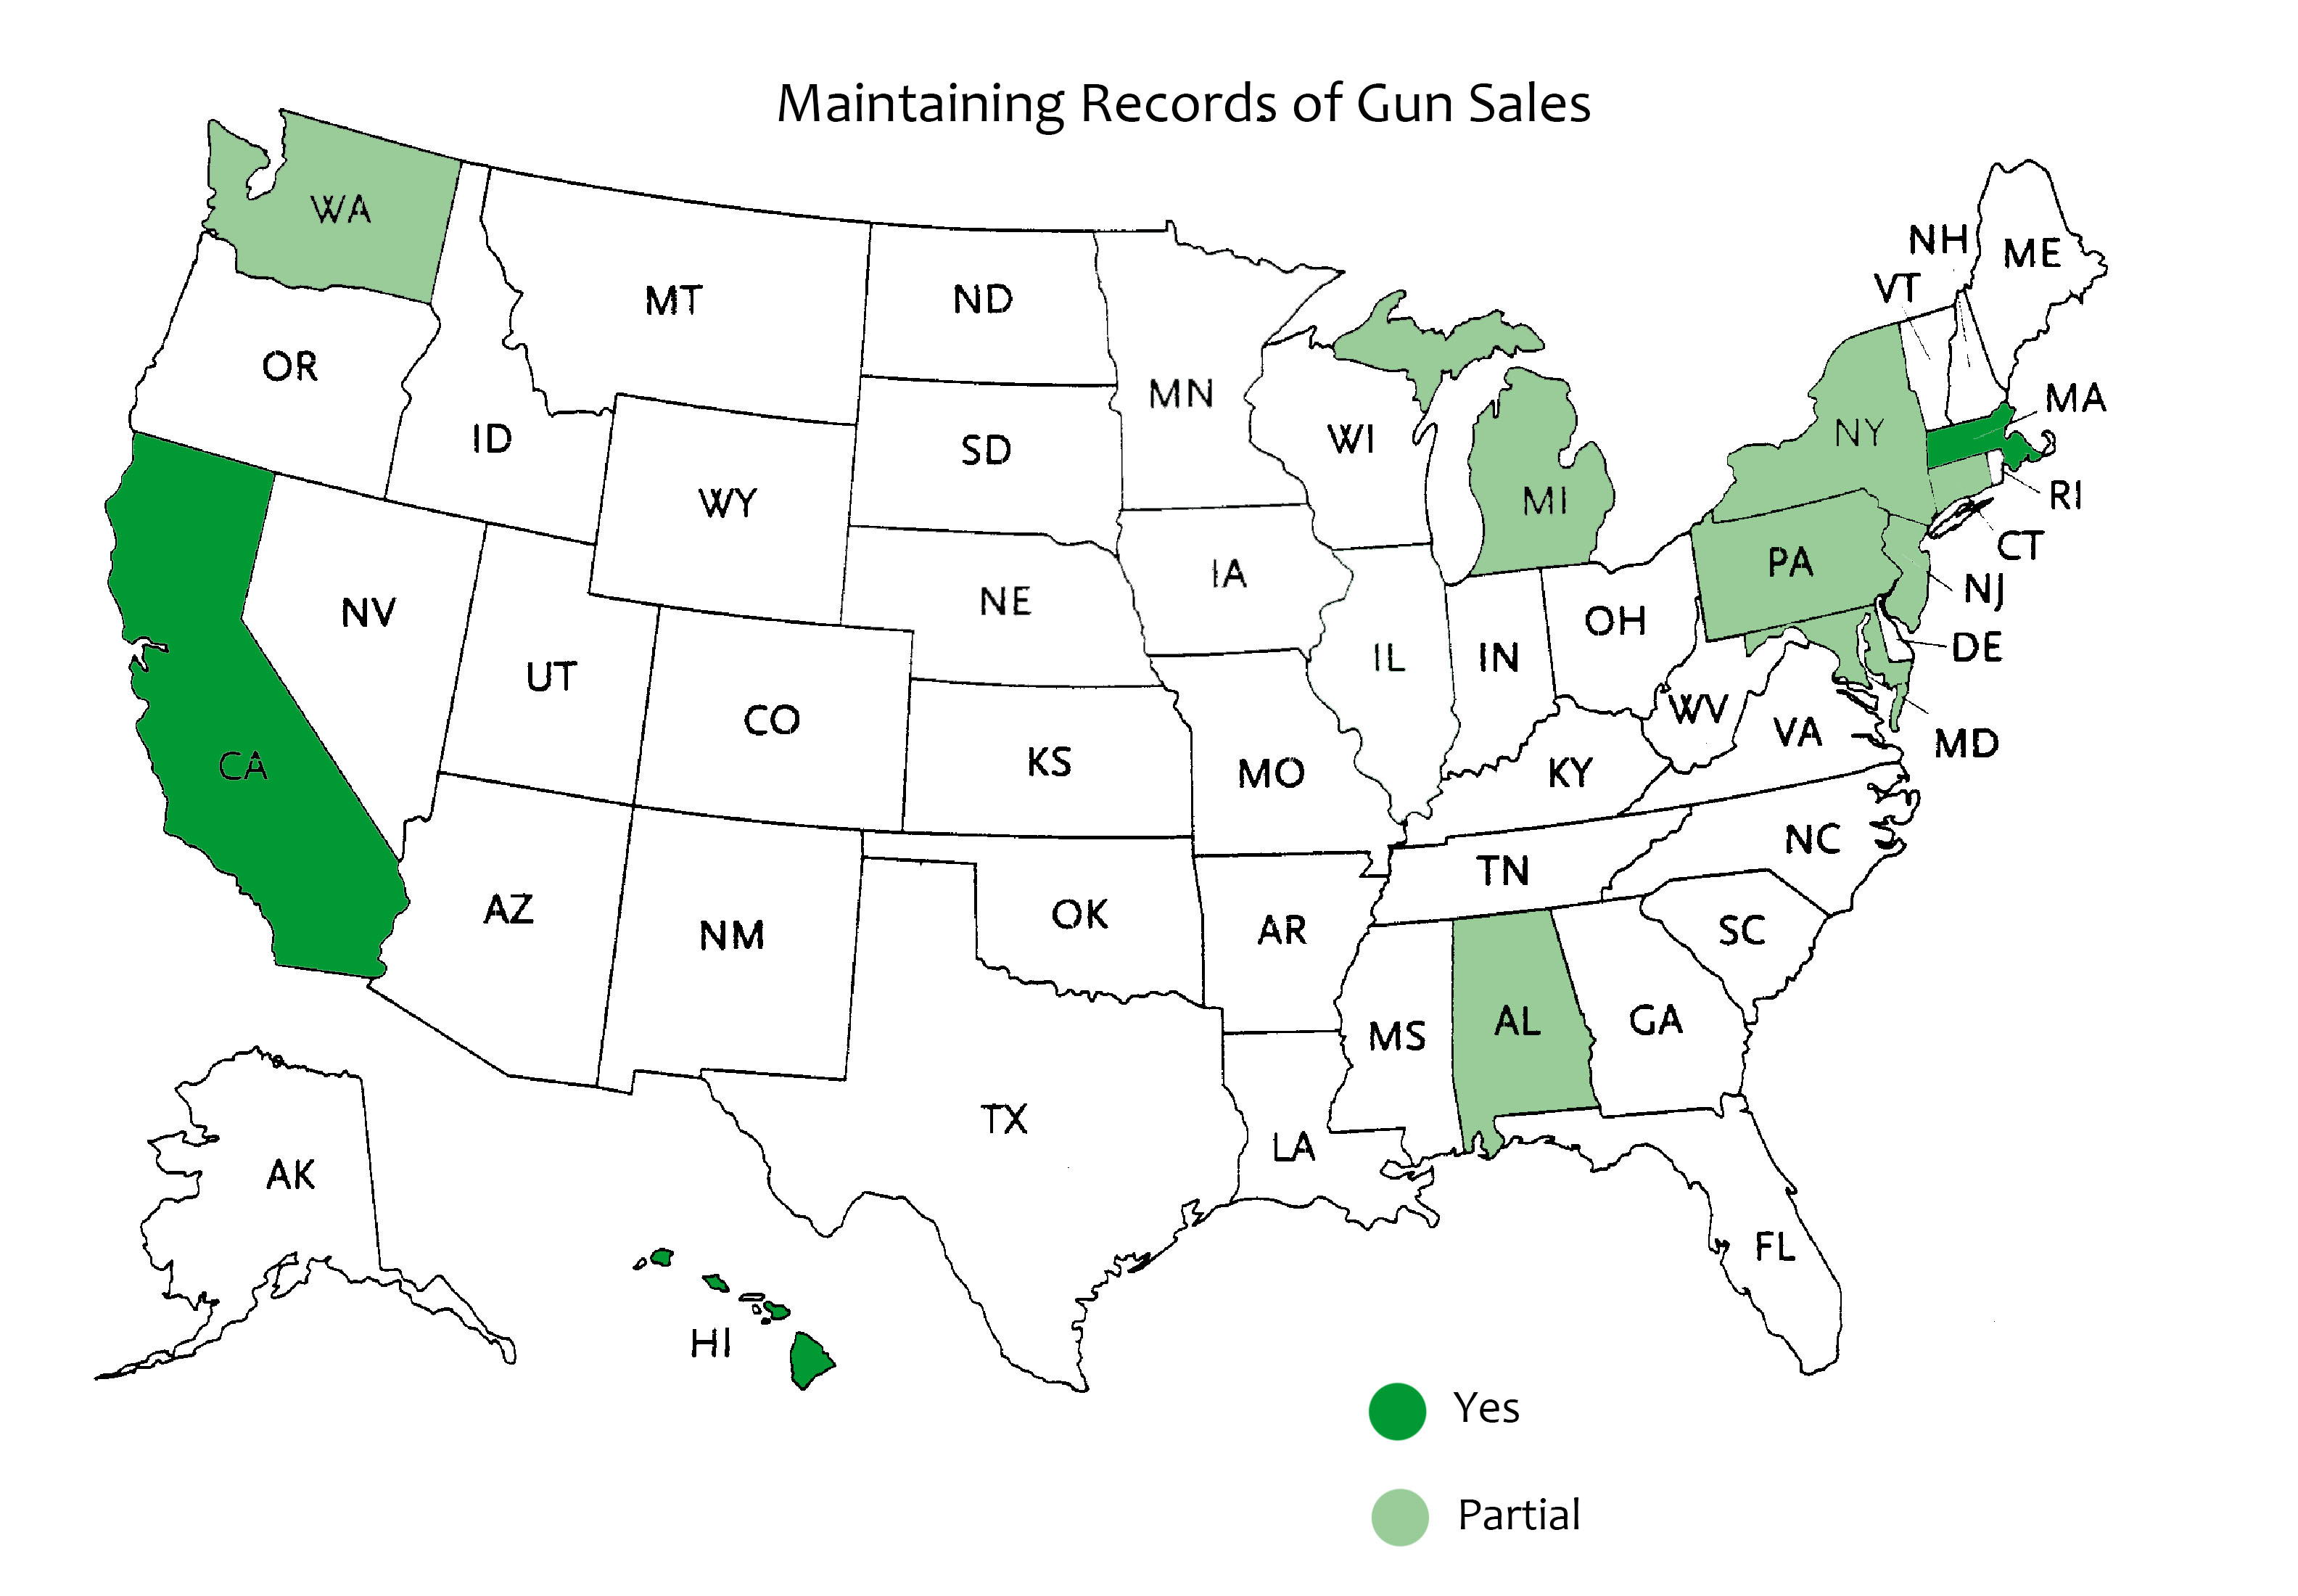 Maintaining Records of Gun Sales
WA
NH
ME
VT
MT
ND
OR
MN
MA
ID
SD
WI
NY
WY
MI
RI
CT
PA
IA
NE
NJ
NV
OH
DE
UT
IL
IN
CO
WV
VA
MD
CA
KS
MO
KY
NC
TN
AZ
NM
OK
AR
SC
MS
AL
GA
TX
LA
AK
FL
HI
Yes
Partial